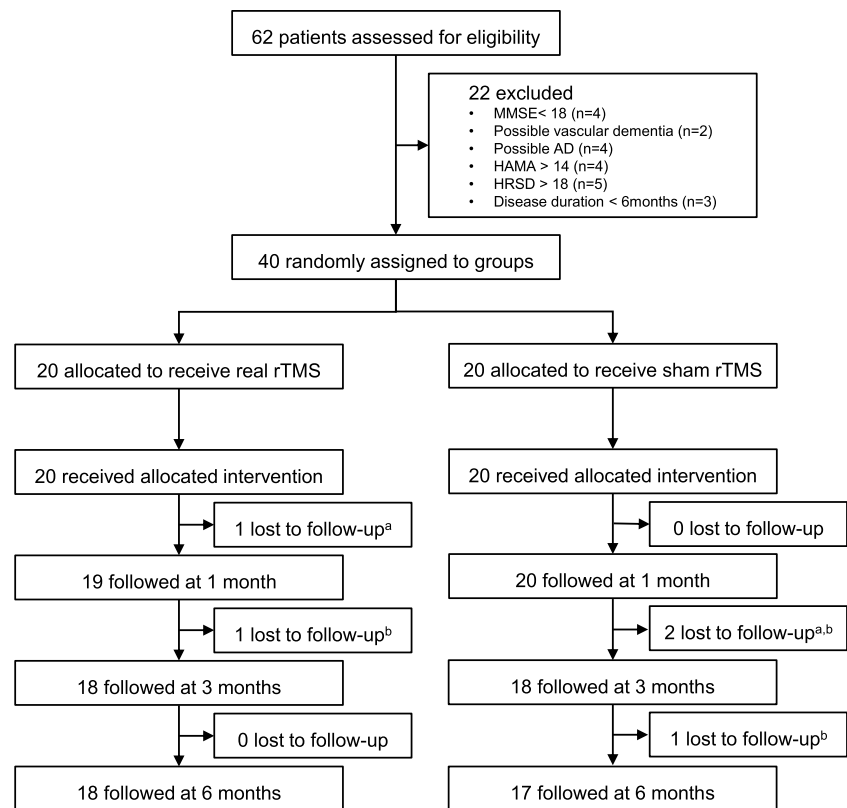 62 patients assessed for eligibility
22 excluded
• MMSE< 18 (n=4)
• Possible vascular dementia (n=2)
• Possible AD (n=4)
• HAMA > 14 (n=4)
• HRSD > 18 (n=5)
• Disease duration < 6months (n=3)
40 randomly assigned to groups
20 allocated to receive real rTMS
20 allocated to receive sham rTMS
20 received allocated intervention
20 received allocated intervention
1 lost to follow-upᵃ
0 lost to follow-up
19 followed at 1 month
20 followed at 1 month
1 lost to follow-upᵇ
2 lost to follow-upᵃ,ᵇ
18 followed at 3 months
18 followed at 3 months
0 lost to follow-up
1 lost to follow-upᵇ
18 followed at 6 months
17 followed at 6 months